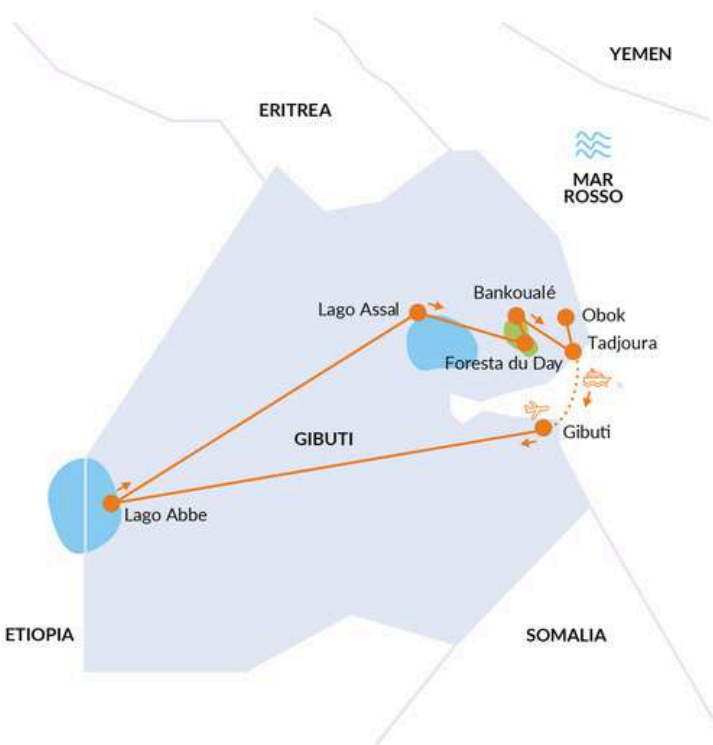 YEMEN
ERITREA
MAR
ROSSO
Bankoualé
Lago Assal
Obok
Tadjoura
Foresta du Day
Gibuti
GIBUTI
Lago Abbe
ETIOPIA
SOMALIA